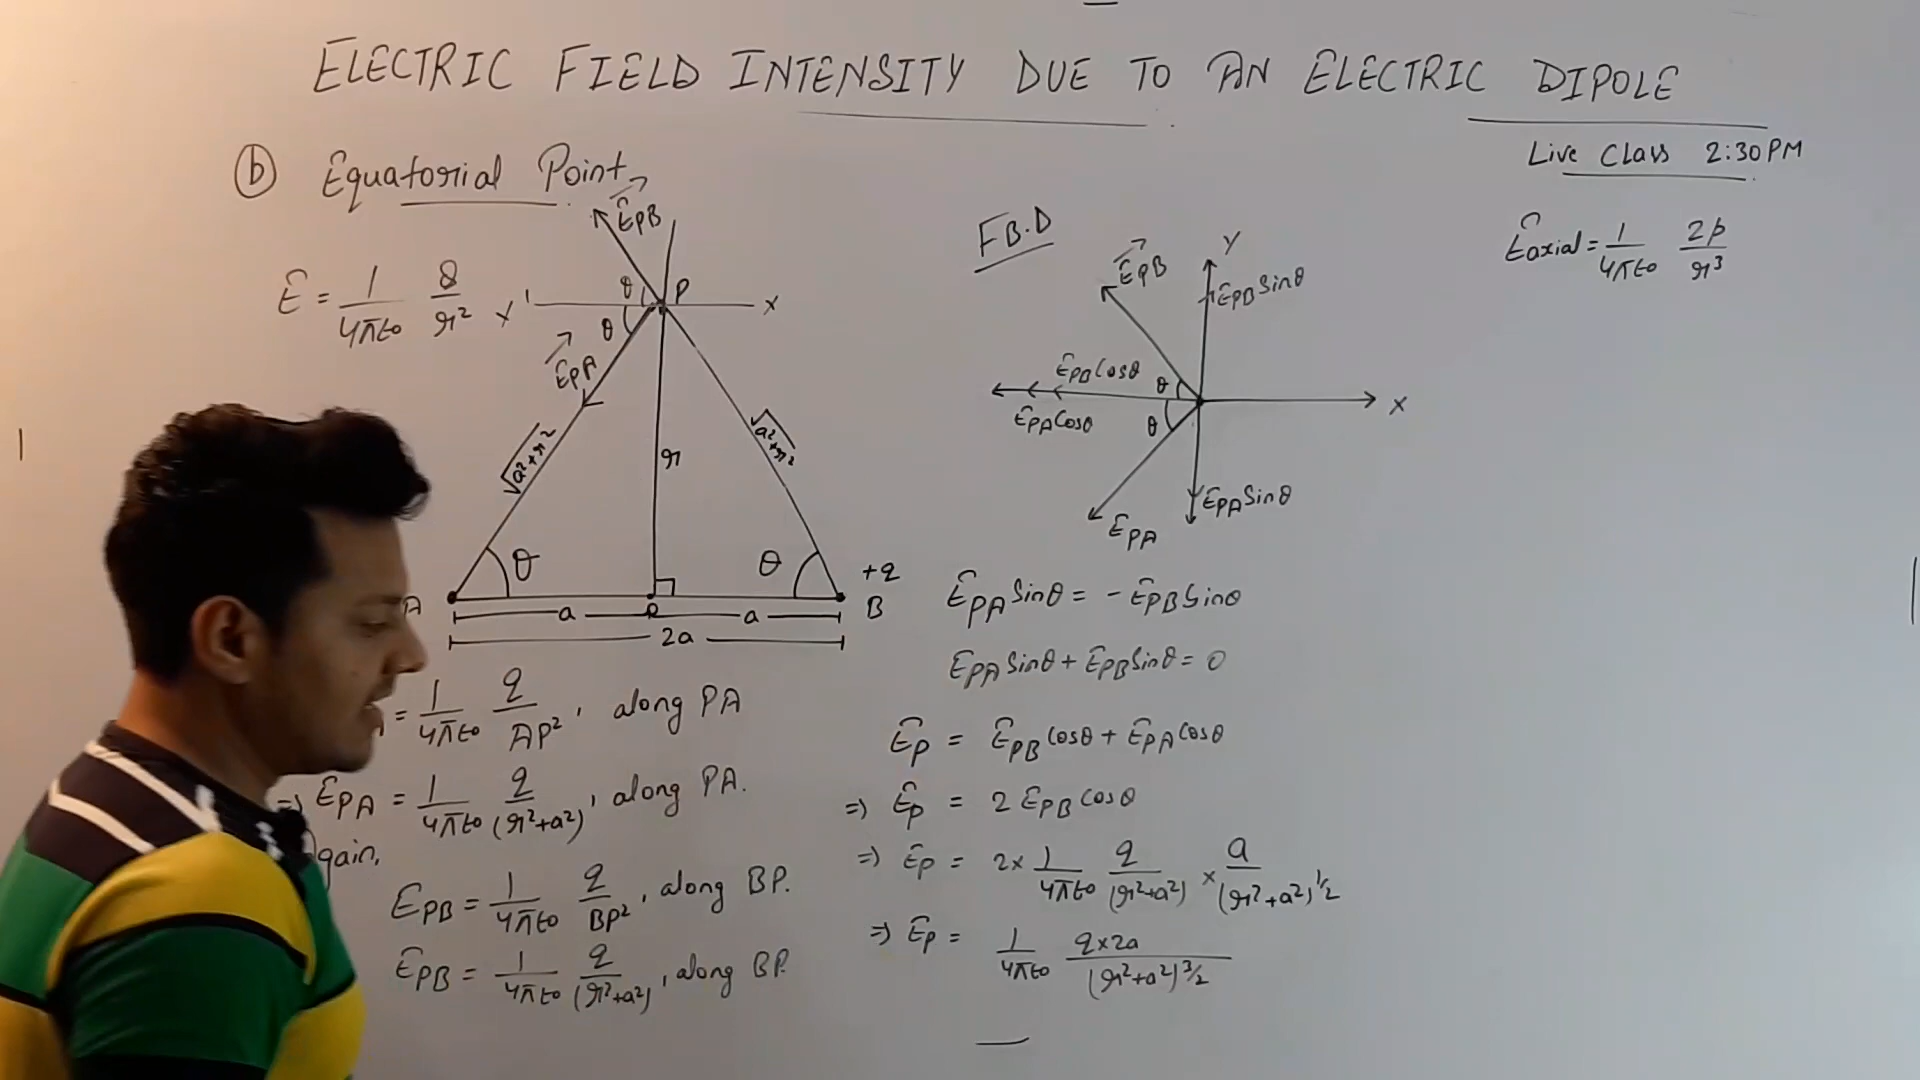 ELECTRIC FIELD INTENSITY DUE TO AN ELECTRIC DIPOLE
Live Class 2:30PM
ⓑ Equatorial Point
E = 1/4πε0 Q/r²
EPB
θ
P
X' X
θ
EPA
√a²+r²
r
√a²+r²
θ
θ
A
+q
B
a
a
2a
EPA = 1/4πε0 q/AP², along PA
=> EPA = 1/4πε0 q/(r²+a²), along PA.
gain,
EPB = 1/4πε0 q/BP², along BP.
EPB = 1/4πε0 q/(r²+a²), along BP.
F.B.D
Y
EPB
EPB Sinθ
EPB Cosθ
θ
X
EPA Cosθ
θ
EPA Sinθ
EPA
EPA Sinθ = - EPB Sinθ
EPA Sinθ + EPB Sinθ = 0
EP = EPB Cosθ + EPA Cosθ
=> EP = 2 EPB Cosθ
=> EP = 2 × 1/4πε0 q/(r²+a²) × a/(r²+a²)^1/2
=> EP = 1/4πε0 q×2a/(r²+a²)^3/2
Eaxial = 1/4πε0 2p/r³